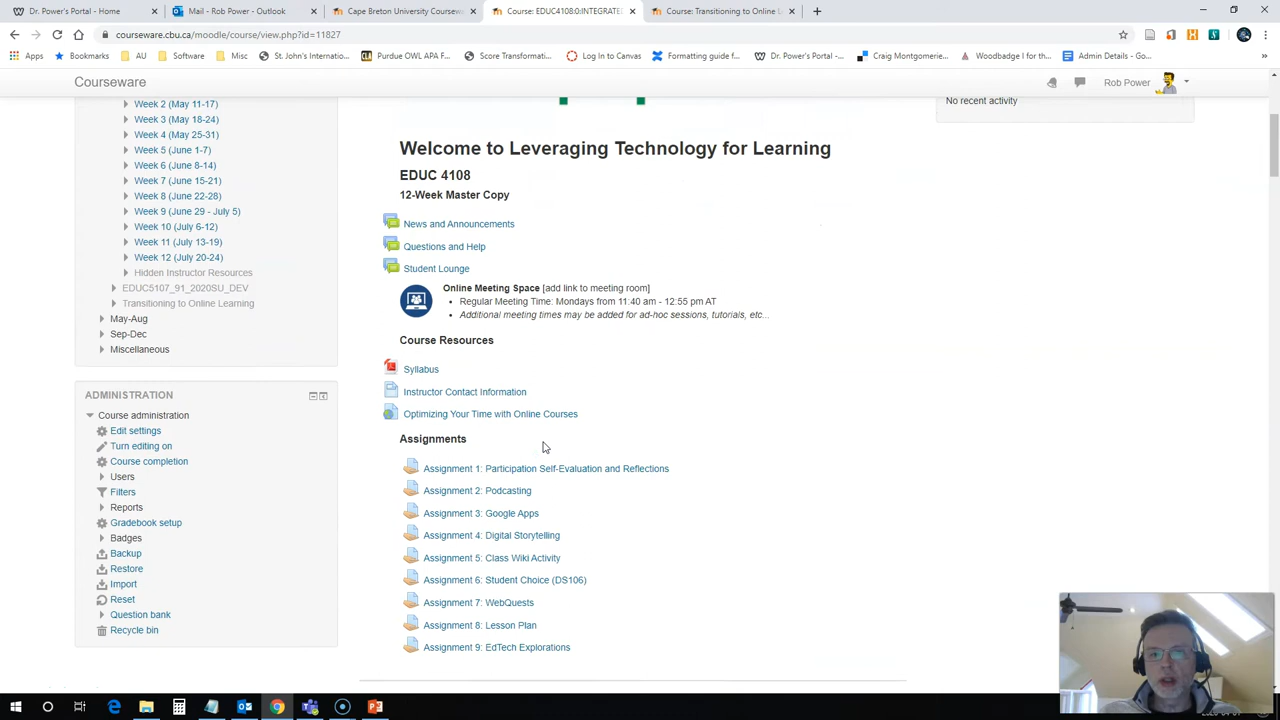 Dr. Power's Portal - Home
Mail - Rob Power - Outlook
Cape Breton University Coursewa
Course: EDUC4108:0:INTEGRATE
Course: Transitioning to Online L
courseware.cbu.ca/moodle/course/view.php?id=11827
Apps
Bookmarks
AU
Software
Misc
St. John's Internatio...
Purdue OWL APA F...
Score Transformatio...
Log In to Canvas
Formatting guide f...
Dr. Power's Portal -...
Craig Montgomerie...
Woodbadge I for th...
Admin Details - Go...
Courseware
Rob Power
Week 2 (May 11-17)
Week 3 (May 18-24)
Week 4 (May 25-31)
Week 5 (June 1-7)
Week 6 (June 8-14)
Week 7 (June 15-21)
Week 8 (June 22-28)
Week 9 (June 29 - July 5)
Week 10 (July 6-12)
Week 11 (July 13-19)
Week 12 (July 20-24)
Hidden Instructor Resources
EDUC5107_91_2020SU_DEV
Transitioning to Online Learning
May-Aug
Sep-Dec
Miscellaneous
ADMINISTRATION
Course administration
Edit settings
Turn editing on
Course completion
Users
Filters
Reports
Gradebook setup
Badges
Backup
Restore
Import
Reset
Question bank
Recycle bin
Welcome to Leveraging Technology for Learning
EDUC 4108
12-Week Master Copy
News and Announcements
Questions and Help
Student Lounge
Online Meeting Space [add link to meeting room]
Regular Meeting Time: Mondays from 11:40 am - 12:55 pm AT
Additional meeting times may be added for ad-hoc sessions, tutorials, etc...
Course Resources
Syllabus
Instructor Contact Information
Optimizing Your Time with Online Courses
Assignments
Assignment 1: Participation Self-Evaluation and Reflections
Assignment 2: Podcasting
Assignment 3: Google Apps
Assignment 4: Digital Storytelling
Assignment 5: Class Wiki Activity
Assignment 6: Student Choice (DS106)
Assignment 7: WebQuests
Assignment 8: Lesson Plan
Assignment 9: EdTech Explorations
No recent activity